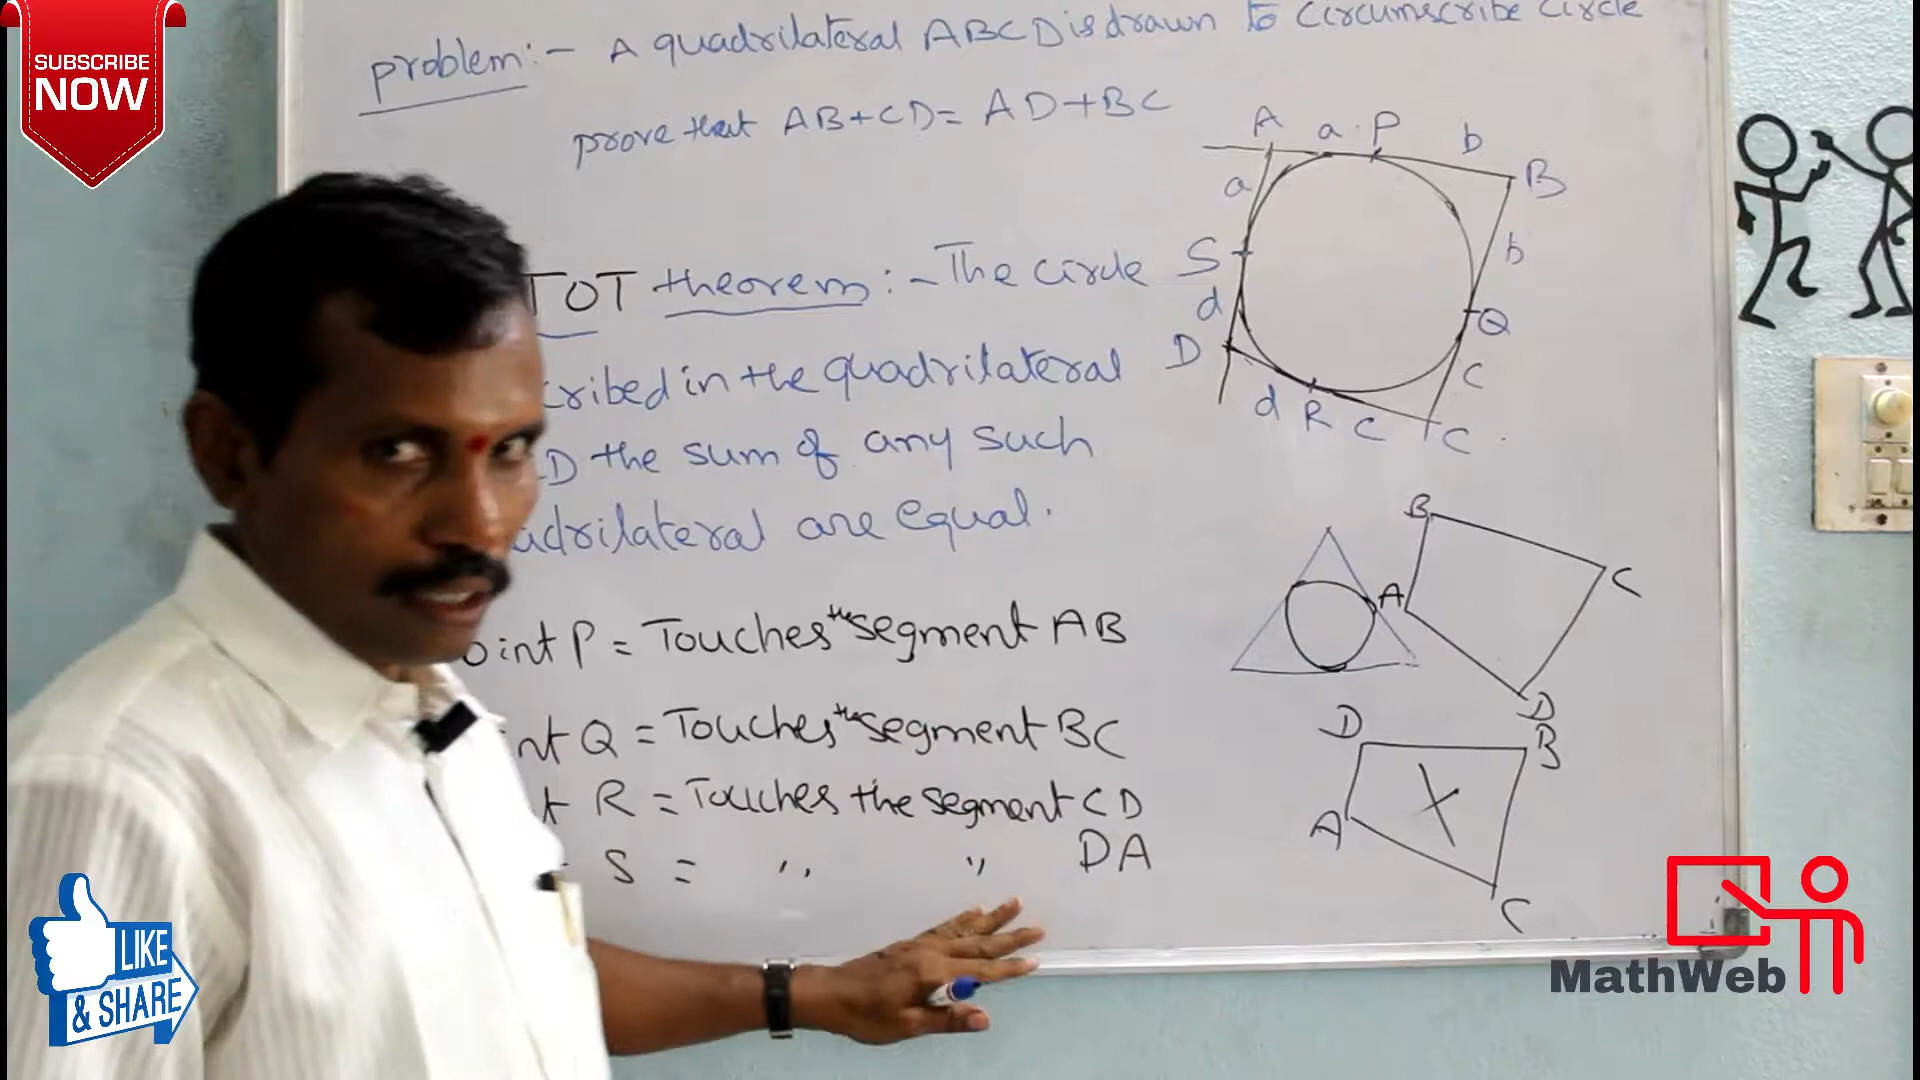 SUBSCRIBE
NOW
problem:- A quadrilateral ABCD is drawn to circumscribe circle
prove that AB+CD= AD+BC
TOT theorem:- The circle
cribed in the quadrilateral
D the sum of any such
adrilateral are equal.
oint P = Touches the segment AB
nt Q = Touches the segment BC
t R = Touches the segment CD
S = " " DA
A a P b
B
a
S
b
d
Q
D
C
d R C
C
B
C
A
D
D
B
X
A
C
LIKE
& SHARE
MathWeb